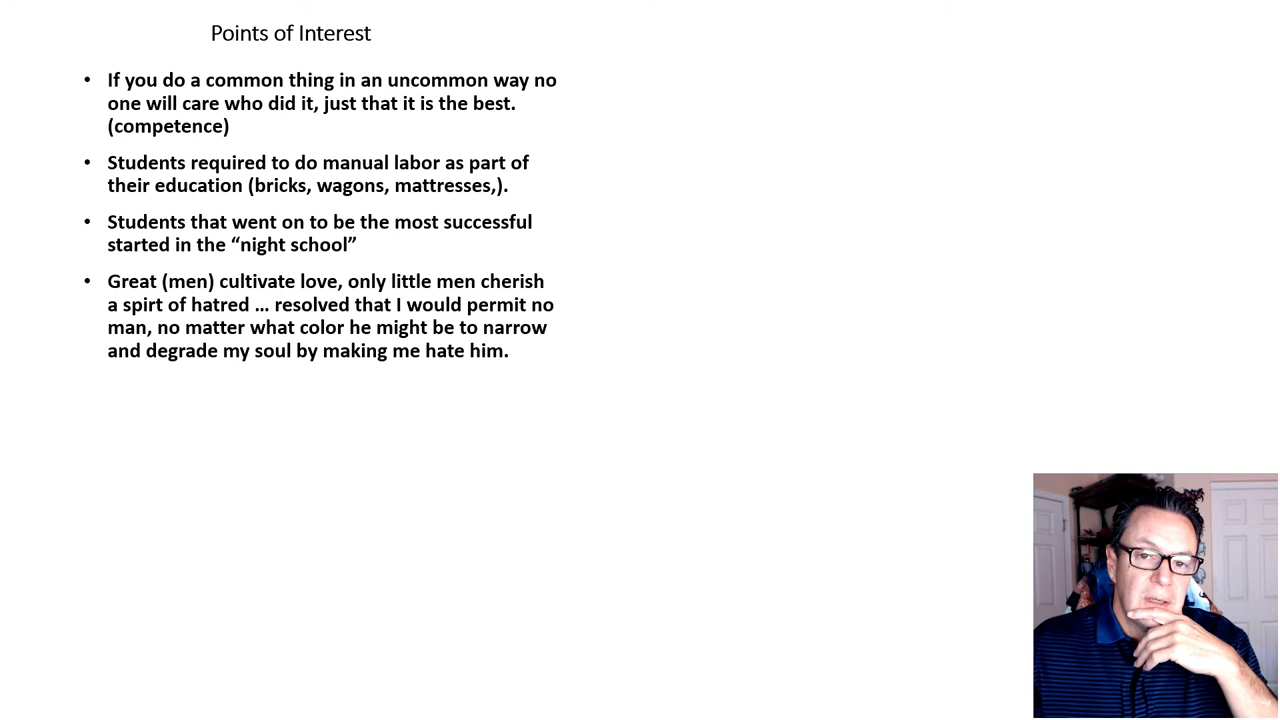 Points of Interest
• If you do a common thing in an uncommon way no
one will care who did it, just that it is the best.
(competence)
• Students required to do manual labor as part of
their education (bricks, wagons, mattresses,).
• Students that went on to be the most successful
started in the “night school”
• Great (men) cultivate love, only little men cherish
a spirt of hatred … resolved that I would permit no
man, no matter what color he might be to narrow
and degrade my soul by making me hate him.